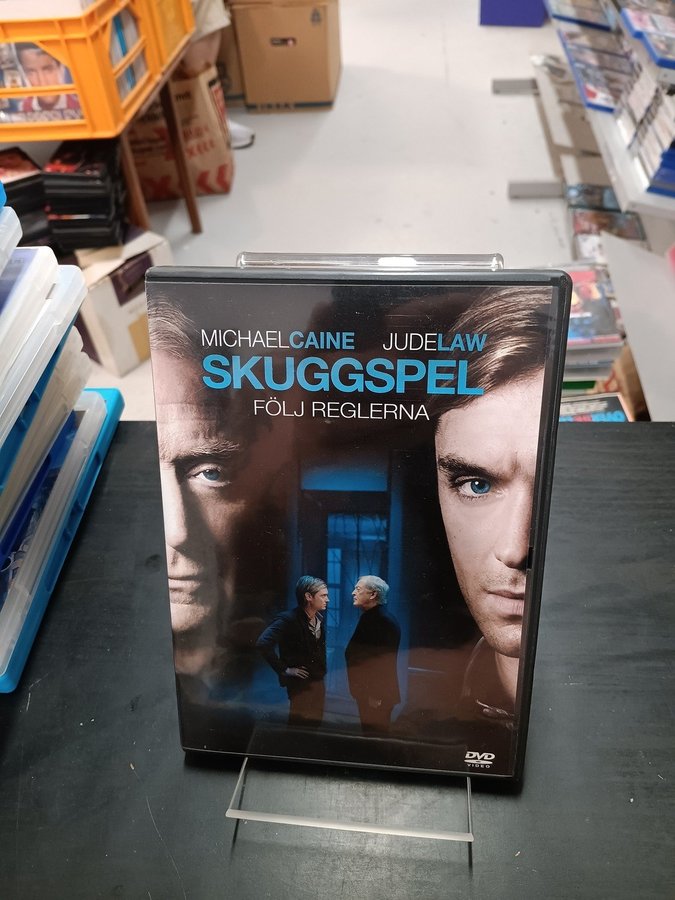 MICHAELCAINE JUDELAW
SKUGGSPEL
FÖLJ REGLERNA
DVD
VIDEO